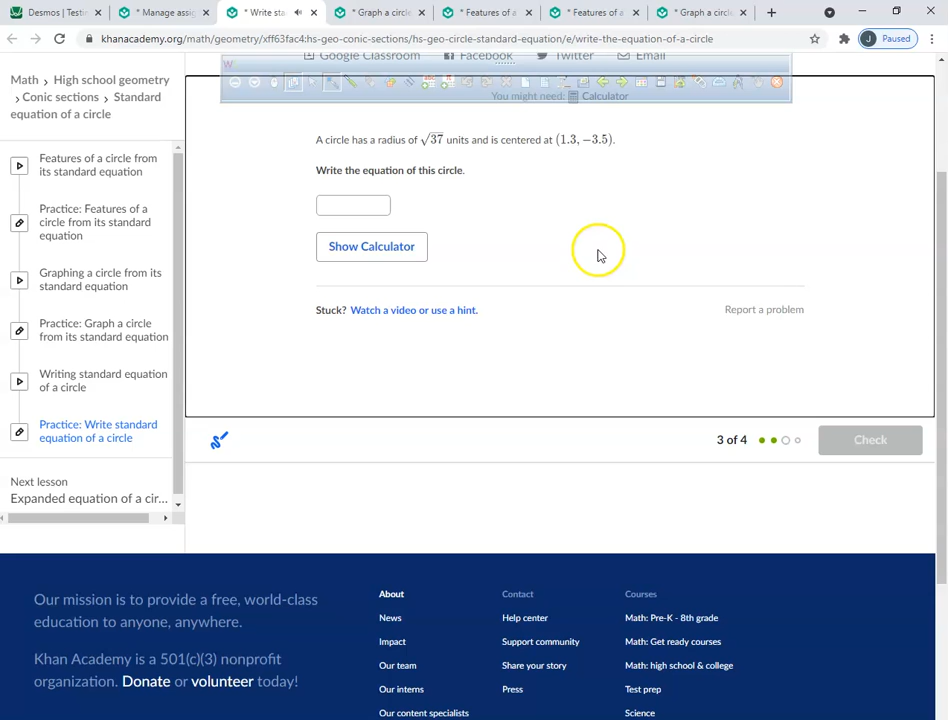 Desmos | Testin
* Manage assig
* Write sta
* Graph a circle
* Features of a
* Features of a
* Graph a circ
khanacademy.org/math/geometry/xff63fac4:hs-geo-conic-sections/hs-geo-circle-standard-equation/e/write-the-equation-of-a-circle
J Paused
Math > High school geometry
> Conic sections > Standard
equation of a circle
Features of a circle from
its standard equation
Practice: Features of a
circle from its standard
equation
Graphing a circle from its
standard equation
Practice: Graph a circle
from its standard equation
Writing standard equation
of a circle
Practice: Write standard
equation of a circle
Next lesson
Expanded equation of a cir...
Google Classroom
Facebook
Twitter
Email
You might need: Calculator
A circle has a radius of √37 units and is centered at (1.3, −3.5).
Write the equation of this circle.
Show Calculator
Stuck? Watch a video or use a hint.
Report a problem
3 of 4
Check
Our mission is to provide a free, world-class
education to anyone, anywhere.
Khan Academy is a 501(c)(3) nonprofit
organization. Donate or volunteer today!
About
News
Impact
Our team
Our interns
Our content specialists
Contact
Help center
Support community
Share your story
Press
Courses
Math: Pre-K - 8th grade
Math: Get ready courses
Math: high school & college
Test prep
Science